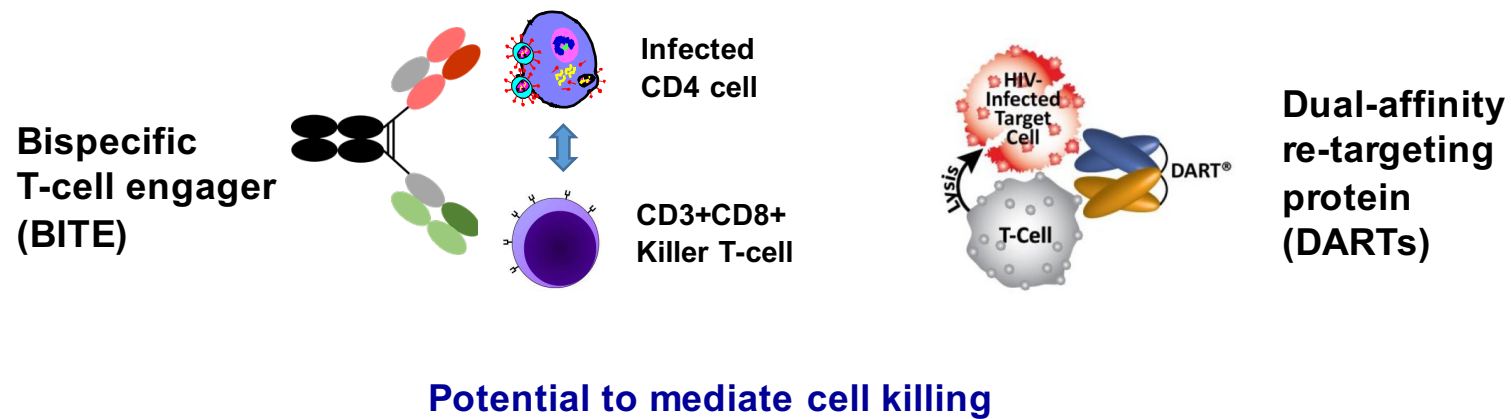 Bispecific
T-cell engager
(BITE)
Infected
CD4 cell
CD3+CD8+
Killer T-cell
HIV-
Infected
Target
Cell
Lysis
T-Cell
DART®
Dual-affinity
re-targeting
protein
(DARTs)
Potential to mediate cell killing